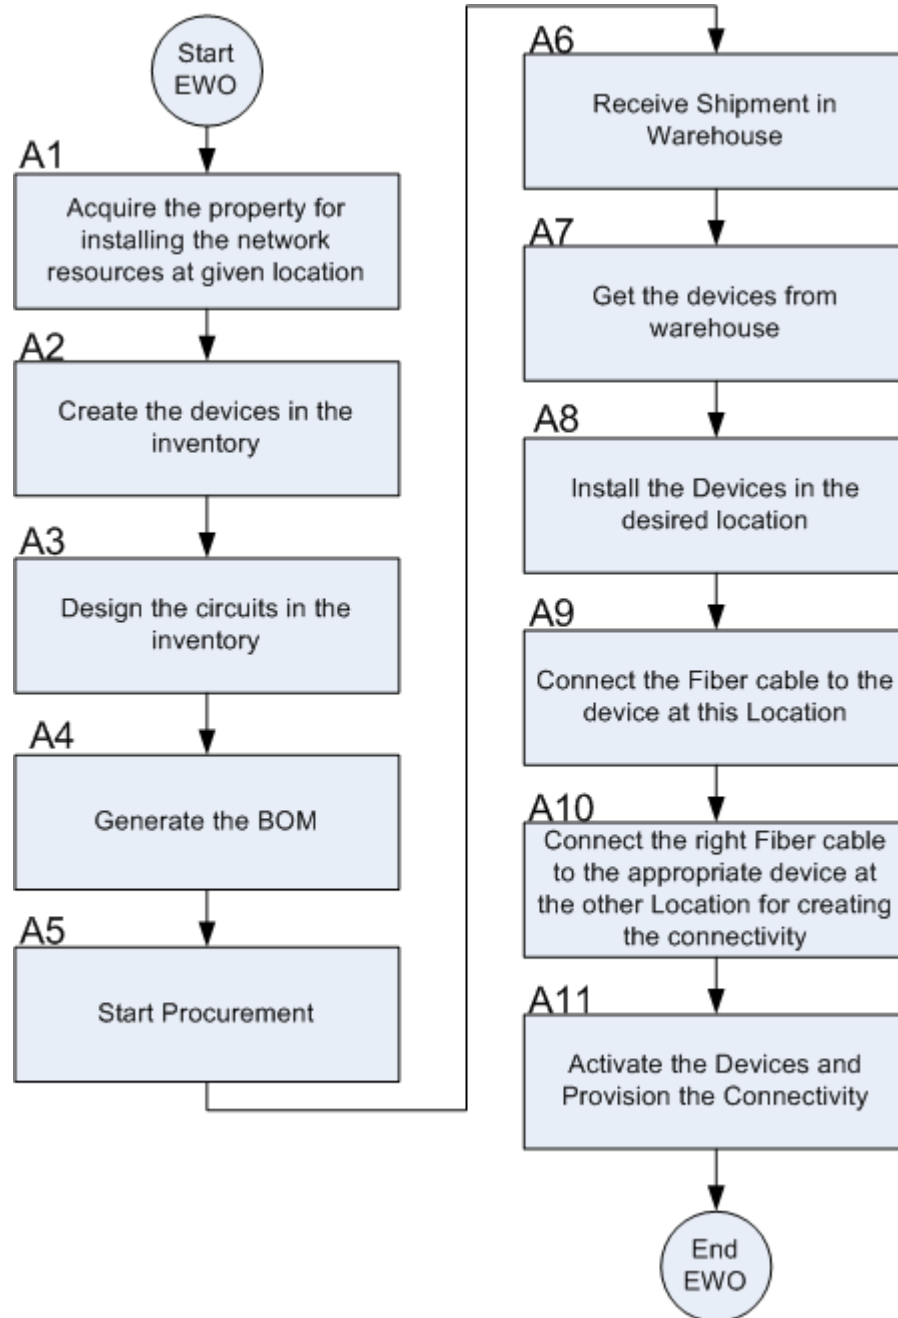 Start
EWO
A1
Acquire the property for
installing the network
resources at given location
A2
Create the devices in the
inventory
A3
Design the circuits in the
inventory
A4
Generate the BOM
A5
Start Procurement
A6
Receive Shipment in
Warehouse
A7
Get the devices from
warehouse
A8
Install the Devices in the
desired location
A9
Connect the Fiber cable to the
device at this Location
A10
Connect the right Fiber cable
to the appropriate device at
the other Location for creating
the connectivity
A11
Activate the Devices and
Provision the Connectivity
End
EWO